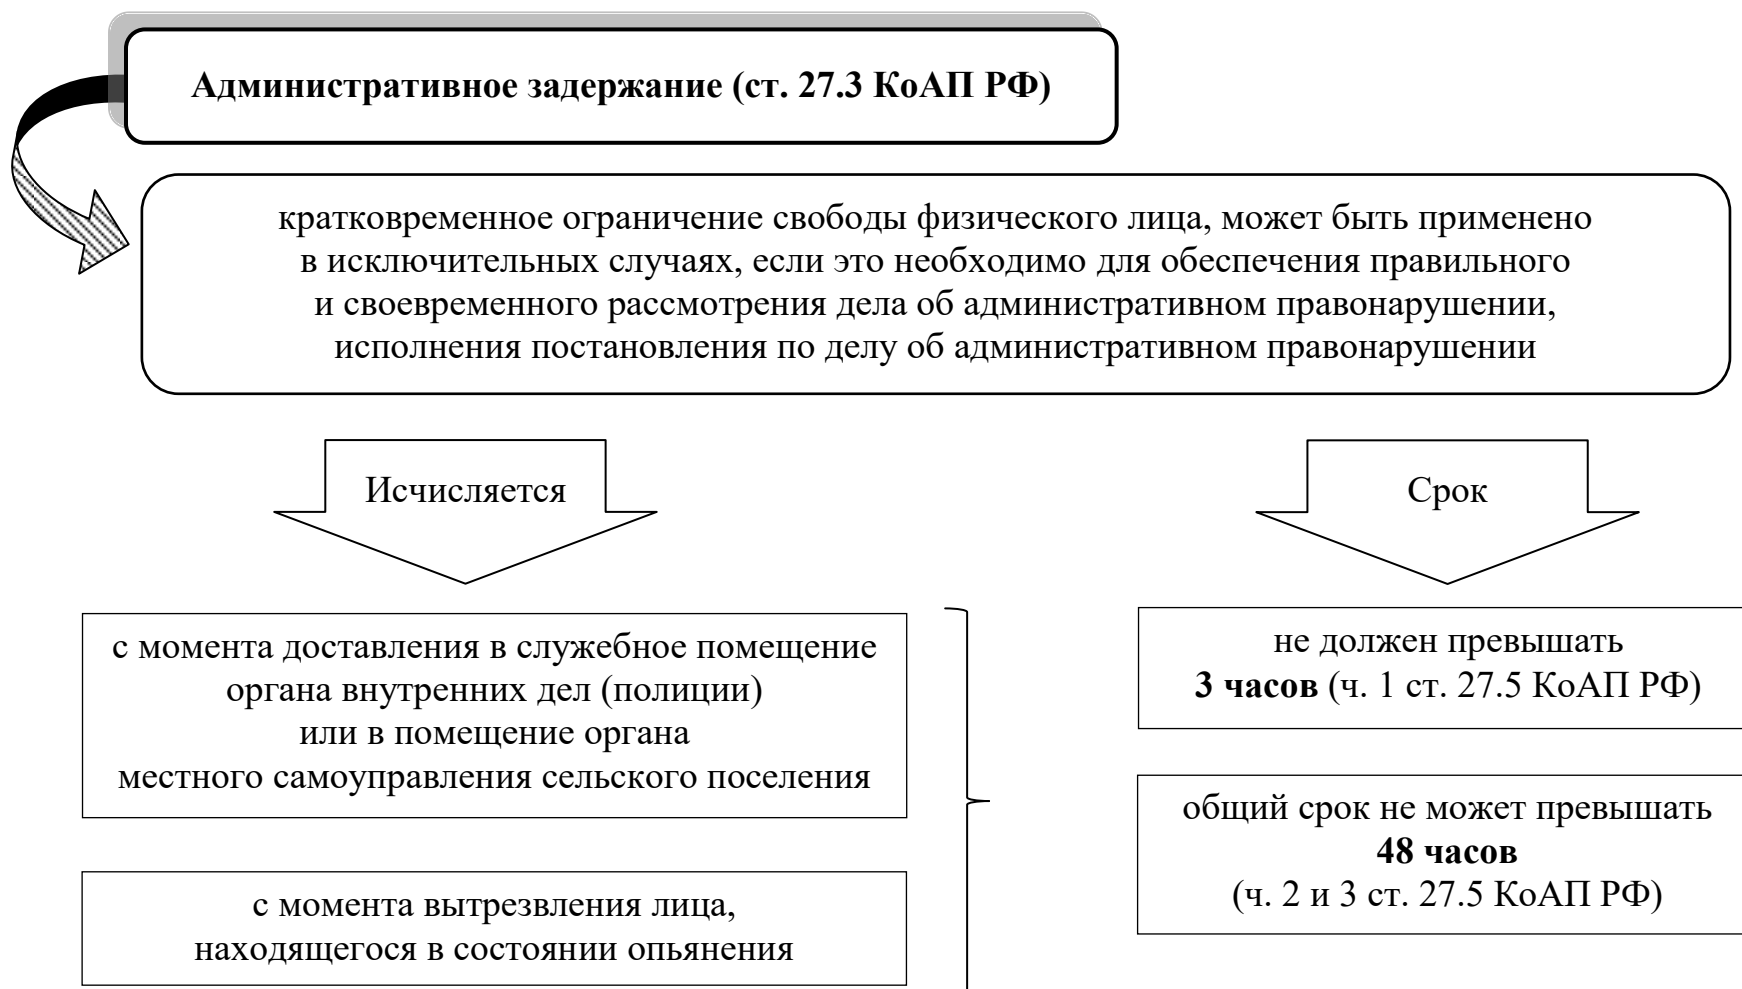 Административное задержание (ст. 27.3 КоАП РФ)
кратковременное ограничение свободы физического лица, может быть применено
в исключительных случаях, если это необходимо для обеспечения правильного
и своевременного рассмотрения дела об административном правонарушении,
исполнения постановления по делу об административном правонарушении
Исчисляется
с момента доставления в служебное помещение
органа внутренних дел (полиции)
или в помещение органа
местного самоуправления сельского поселения
с момента вытрезвления лица,
находящегося в состоянии опьянения
Срок
не должен превышать
3 часов (ч. 1 ст. 27.5 КоАП РФ)
общий срок не может превышать
48 часов
(ч. 2 и 3 ст. 27.5 КоАП РФ)